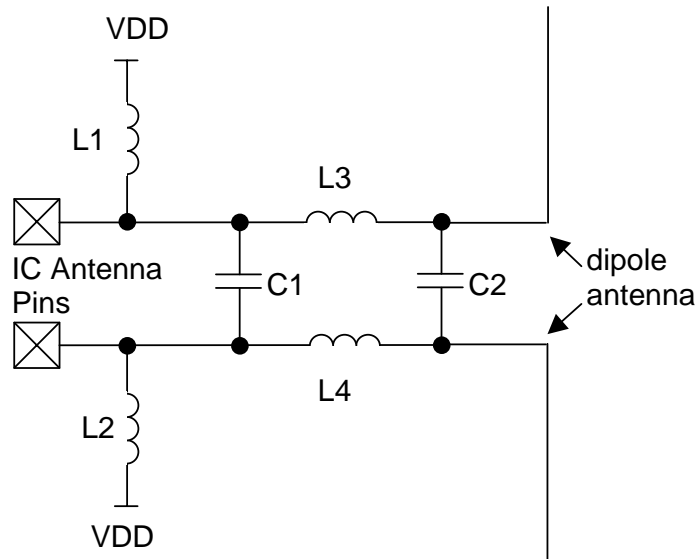 VDD
L1
L3
IC Antenna
Pins
C1
C2
dipole
antenna
L4
L2
VDD